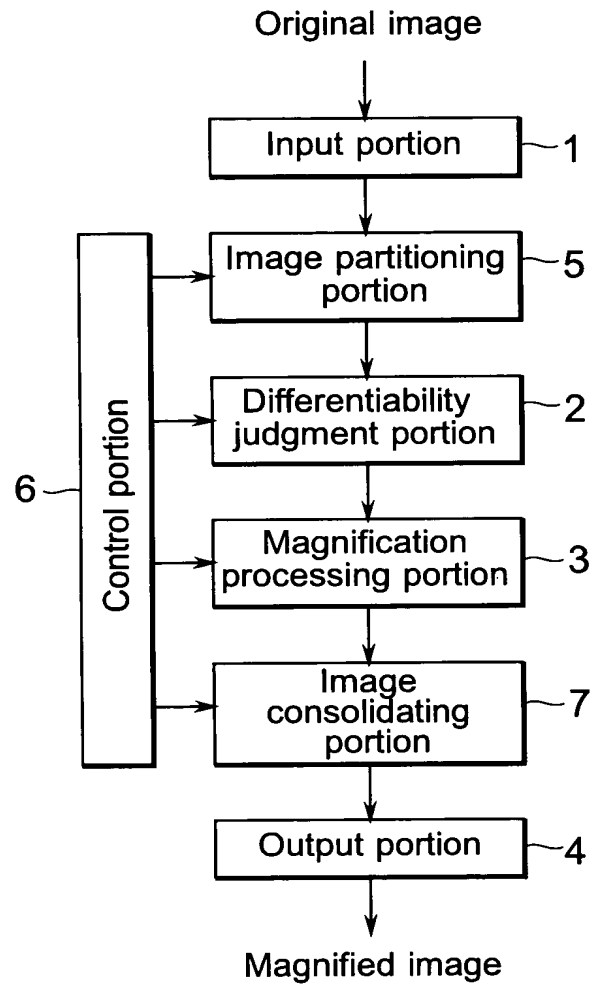 Original image
Input portion
1
Image partitioning
portion
5
Differentiability
judgment portion
2
6
Control portion
Magnification
processing portion
3
Image
consolidating
portion
7
Output portion
4
Magnified image